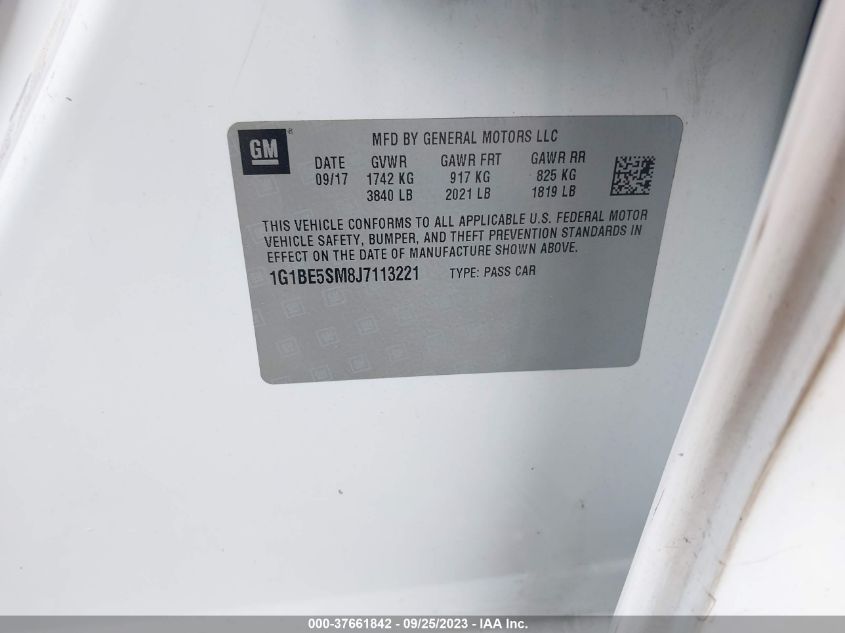 GM ®
MFD BY GENERAL MOTORS LLC
DATE GVWR GAWR FRT GAWR RR
09/17 1742 KG 917 KG 825 KG
3840 LB 2021 LB 1819 LB
THIS VEHICLE CONFORMS TO ALL APPLICABLE U.S. FEDERAL MOTOR
VEHICLE SAFETY, BUMPER, AND THEFT PREVENTION STANDARDS IN
EFFECT ON THE DATE OF MANUFACTURE SHOWN ABOVE.
1G1BE5SM8J7113221 TYPE: PASS CAR
000-37661842 - 09/25/2023 - IAA Inc.